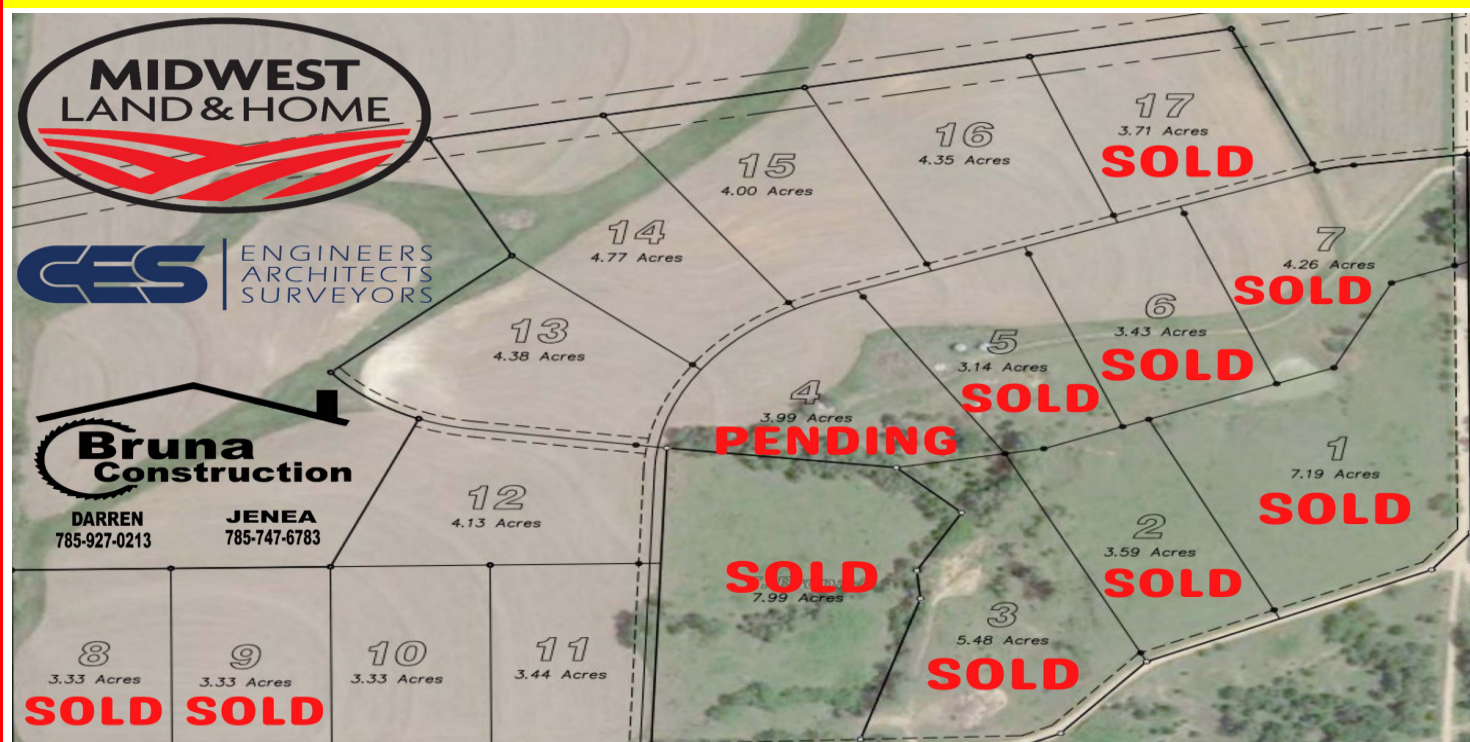 MIDWEST
LAND & HOME
CES
ENGINEERS
ARCHITECTS
SURVEYORS
Bruna
Construction
DARREN
785-927-0213
JENEA
785-747-6783
17
3.71 Acres
SOLD
16
4.35 Acres
15
4.00 Acres
14
4.77 Acres
13
4.38 Acres
7
4.26 Acres
SOLD
6
3.43 Acres
SOLD
5
3.14 Acres
SOLD
4
3.99 Acres
PENDING
12
4.13 Acres
1
7.19 Acres
SOLD
2
3.59 Acres
SOLD
SOLD
7.99 Acres
3
5.48 Acres
SOLD
8
3.33 Acres
SOLD
9
3.33 Acres
SOLD
10
3.33 Acres
11
3.44 Acres